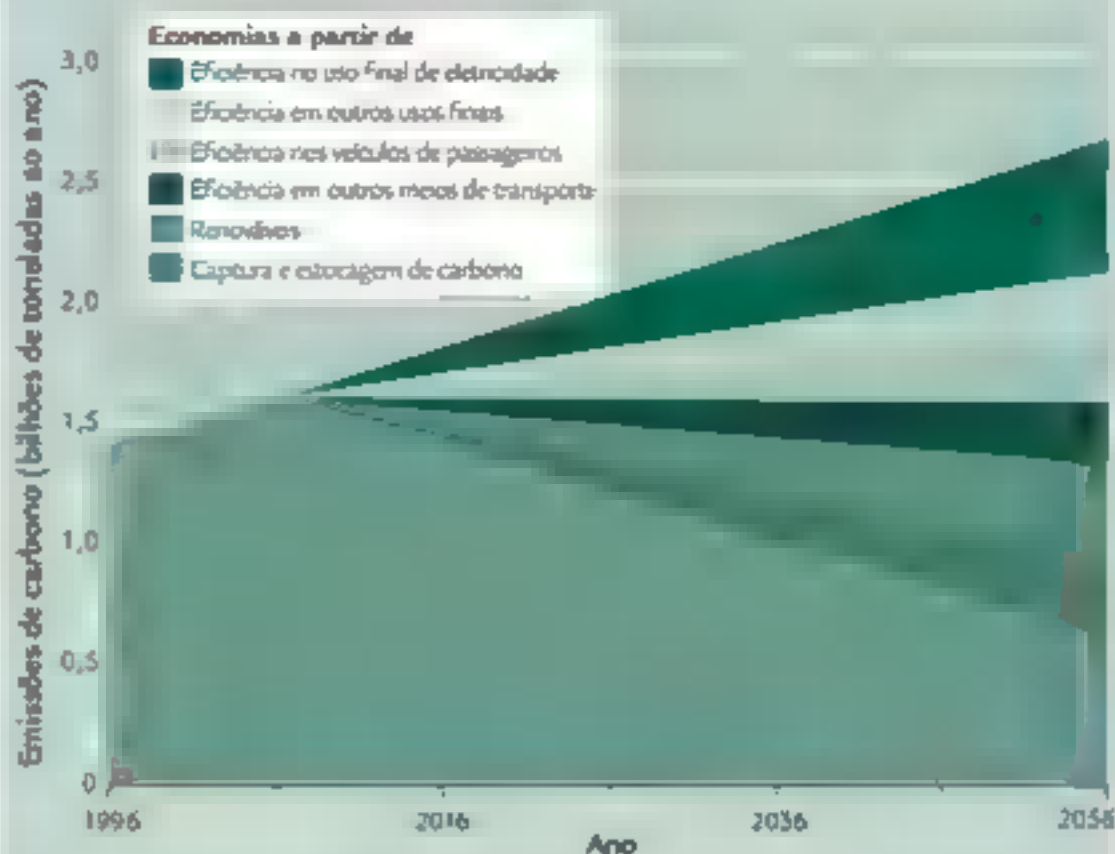 Economias a partir de
Eficiência no uso final de eletricidade
Eficiência em outros usos finais
Eficiência nos veículos de passageiros
Eficiência em outros meios de transporte
Renováveis
Captura e estocagem de carbono
Emissões de carbono (bilhões de toneladas ao ano)
3,0
2,5
2,0
1,5
1,0
0,5
0
1996
2016
2036
2056
Ano